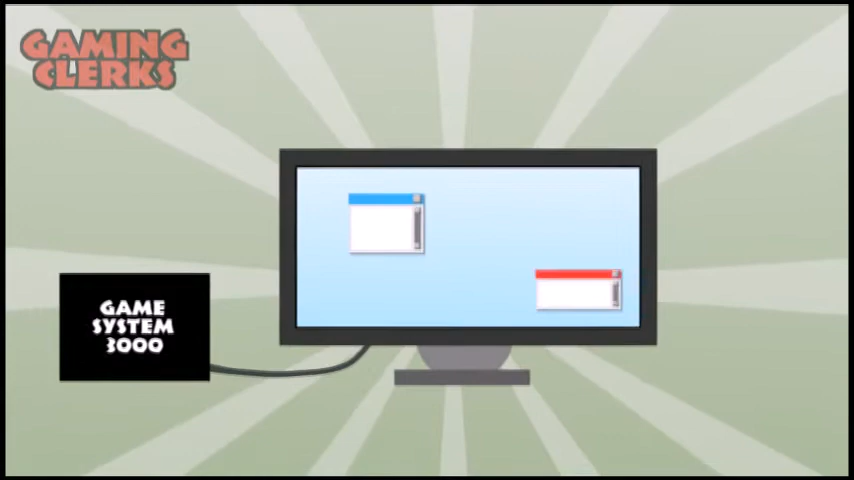 GAMING
CLERKS
GAME
SYSTEM
3000